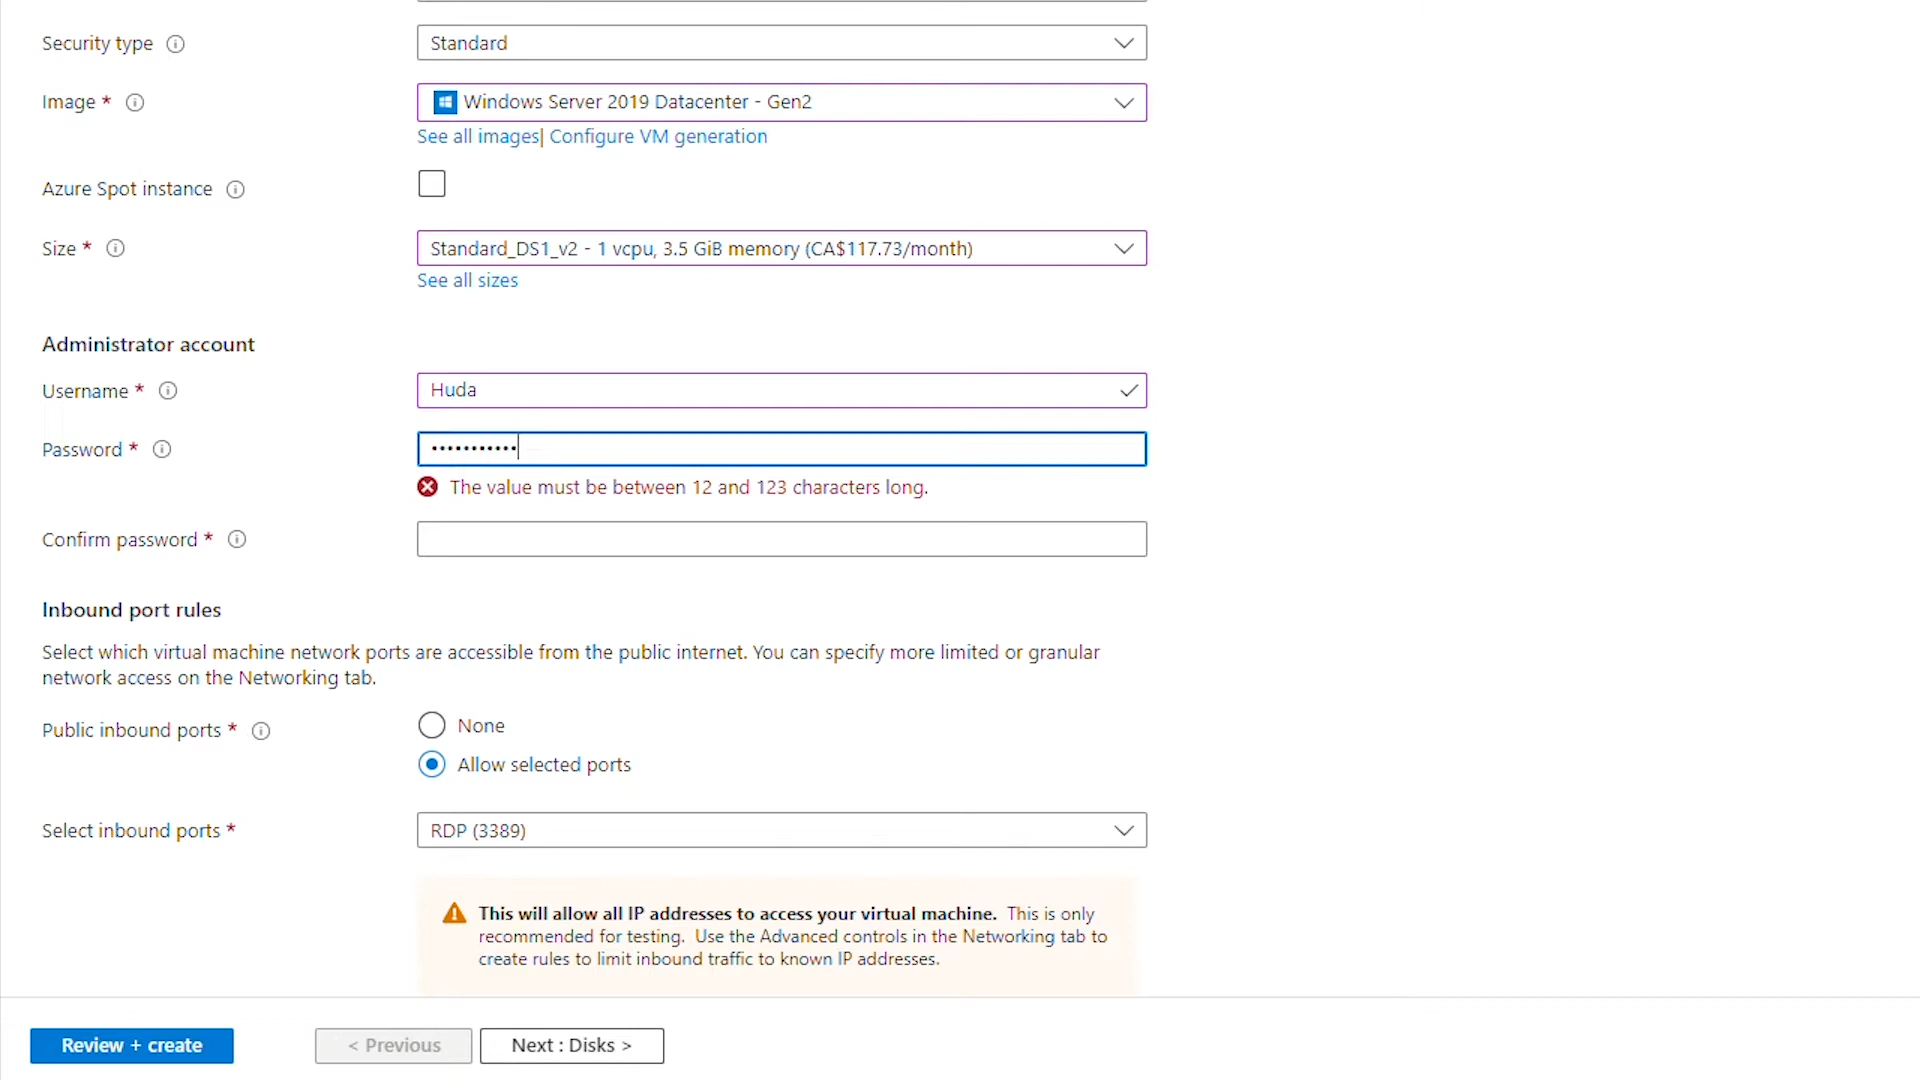 Security type
Standard
Image *
Windows Server 2019 Datacenter - Gen2
See all images| Configure VM generation
Azure Spot instance
Size *
Standard_DS1_v2 - 1 vcpu, 3.5 GiB memory (CA$117.73/month)
See all sizes
Administrator account
Username *
Huda
Password *
•••••••••••
The value must be between 12 and 123 characters long.
Confirm password *
Inbound port rules
Select which virtual machine network ports are accessible from the public internet. You can specify more limited or granular
network access on the Networking tab.
Public inbound ports *
None
Allow selected ports
Select inbound ports *
RDP (3389)
This will allow all IP addresses to access your virtual machine. This is only
recommended for testing. Use the Advanced controls in the Networking tab to
create rules to limit inbound traffic to known IP addresses.
Review + create
< Previous
Next : Disks >